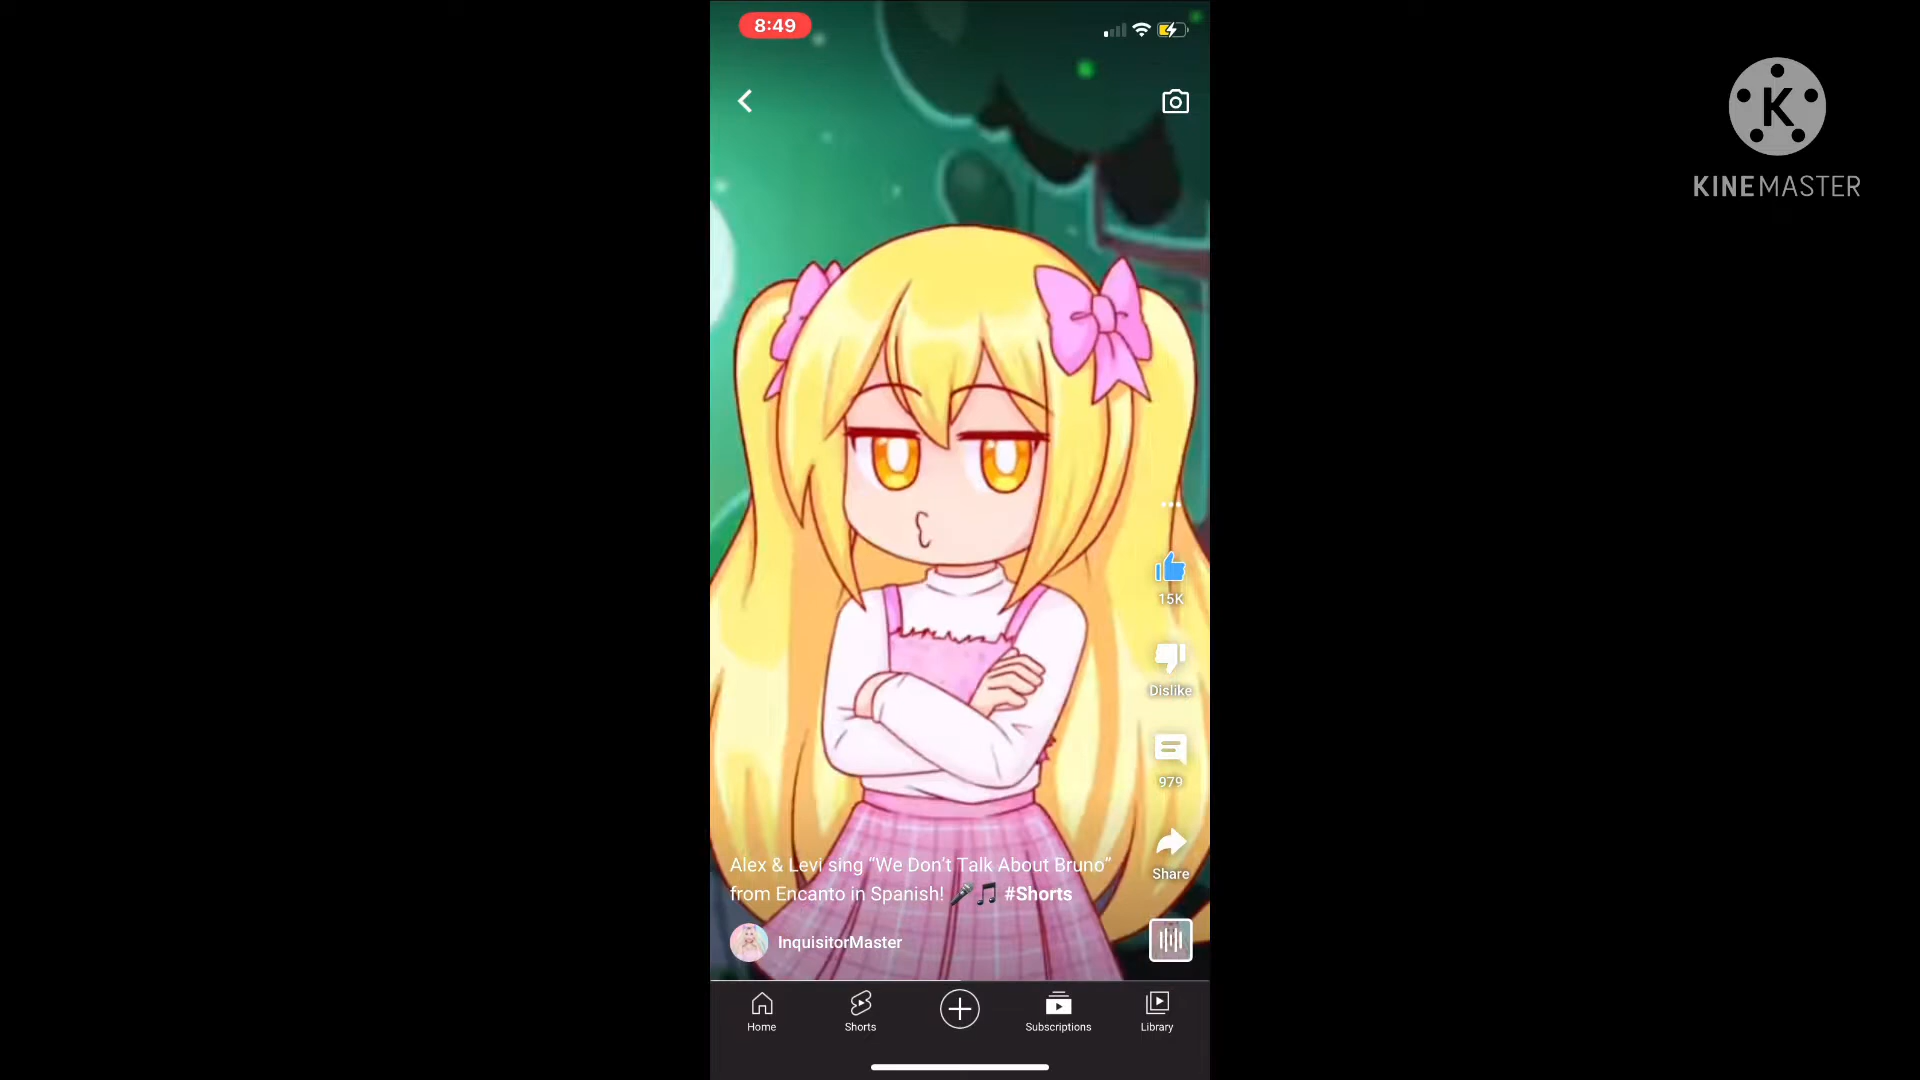 8:49
K
KINEMASTER
15K
Dislike
979
Share
Alex & Levi sing “We Don’t Talk About Bruno”
from Encanto in Spanish! 🎤🎵 #Shorts
InquisitorMaster
Home
Shorts
Subscriptions
Library